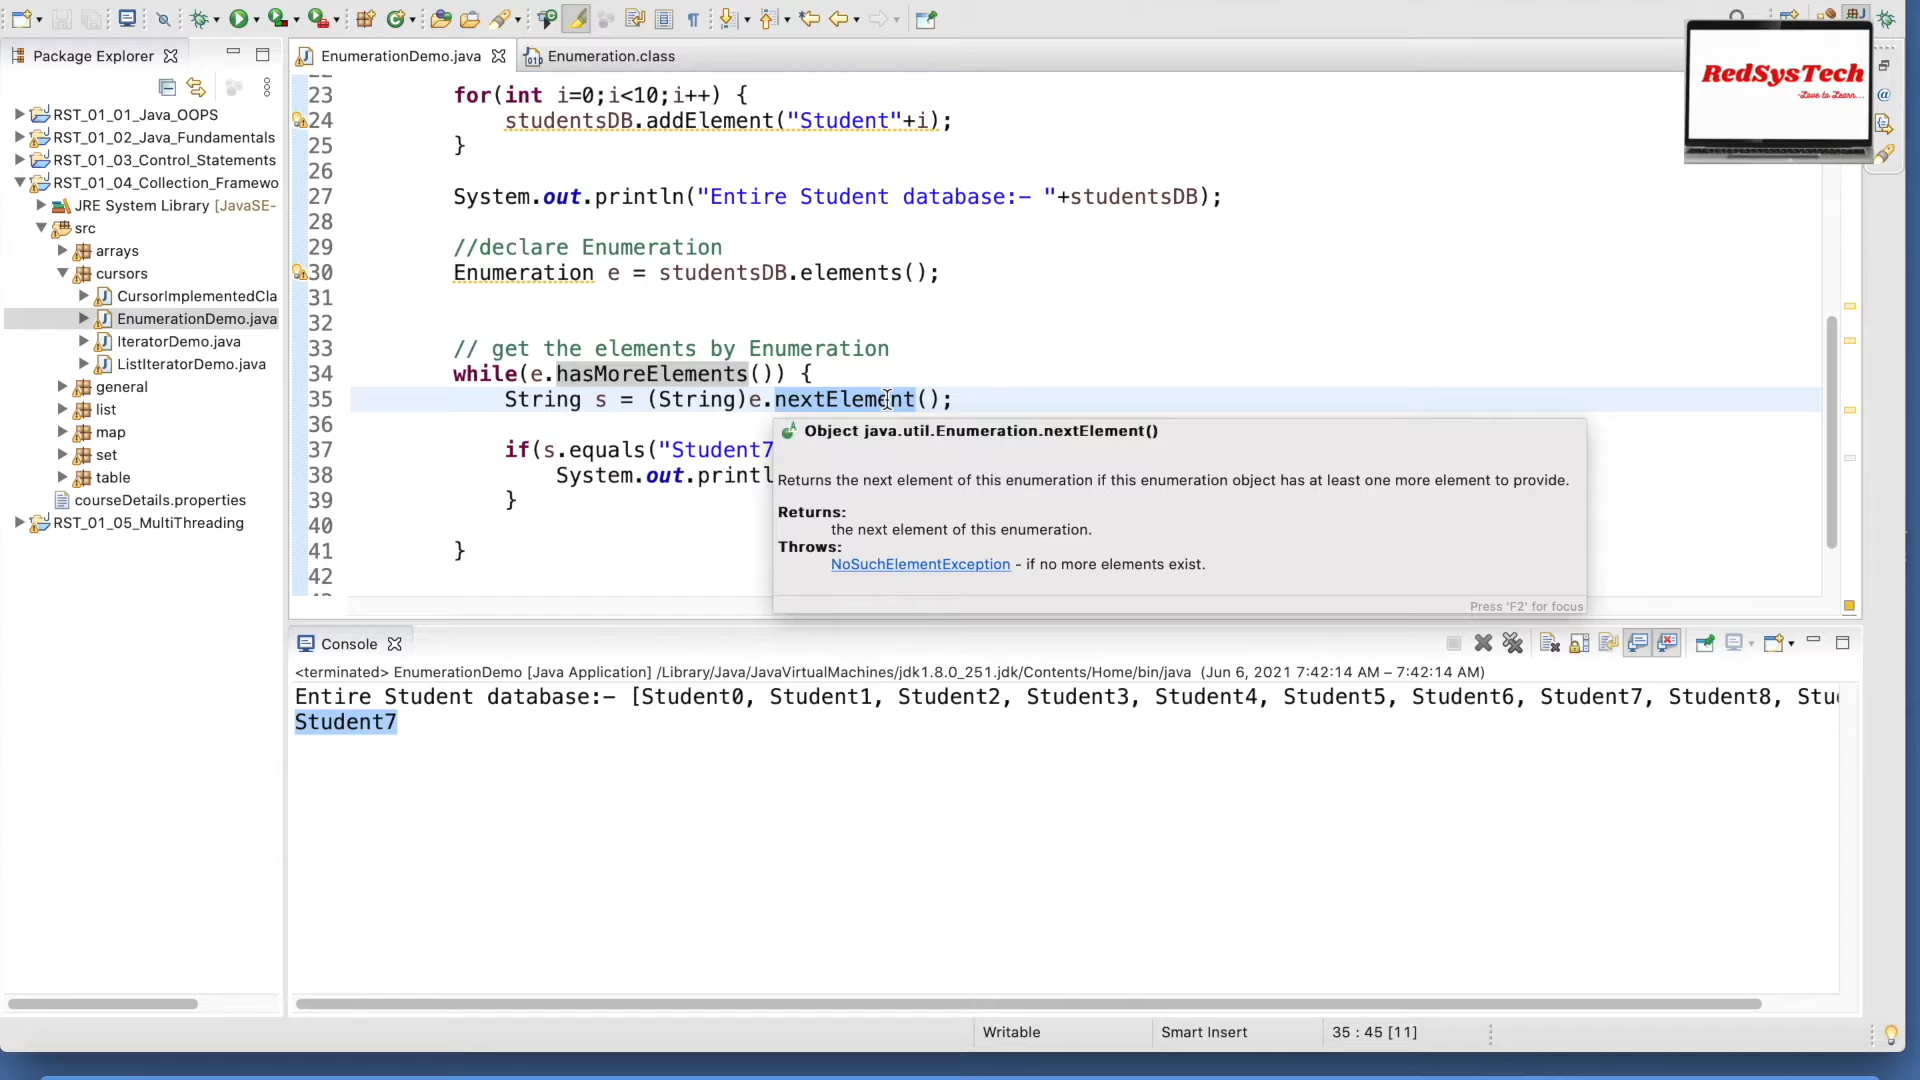 Package Explorer
RST_01_01_Java_OOPS
RST_01_02_Java_Fundamentals
RST_01_03_Control_Statements
RST_01_04_Collection_Framewo
JRE System Library [JavaSE-
src
arrays
cursors
CursorImplementedCla
EnumerationDemo.java
IteratorDemo.java
ListIteratorDemo.java
general
list
map
set
table
courseDetails.properties
RST_01_05_MultiThreading
EnumerationDemo.java
Enumeration.class
RedSysTech
-Love to Learn...
23 for(int i=0;i<10;i++) {
24 studentsDB.addElement("Student"+i);
25 }
26
27 System.out.println("Entire Student database:- "+studentsDB);
28
29 //declare Enumeration
30 Enumeration e = studentsDB.elements();
31
32
33 // get the elements by Enumeration
34 while(e.hasMoreElements()) {
35 String s = (String)e.nextElement();
36
37 if(s.equals("Student7
38 System.out.printl
39 }
40
41 }
42
Object java.util.Enumeration.nextElement()
Returns the next element of this enumeration if this enumeration object has at least one more element to provide.
Returns:
the next element of this enumeration.
Throws:
NoSuchElementException - if no more elements exist.
Press 'F2' for focus
Console
<terminated> EnumerationDemo [Java Application] /Library/Java/JavaVirtualMachines/jdk1.8.0_251.jdk/Contents/Home/bin/java (Jun 6, 2021 7:42:14 AM – 7:42:14 AM)
Entire Student database:- [Student0, Student1, Student2, Student3, Student4, Student5, Student6, Student7, Student8, Stu
Student7
Writable
Smart Insert
35 : 45 [11]